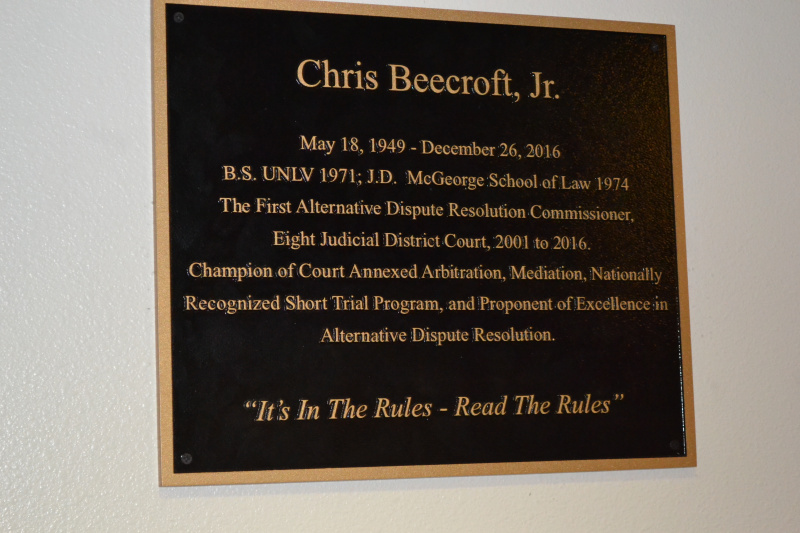 Chris Beecroft, Jr.
May 18, 1949 - December 26, 2016
B.S. UNLV 1971; J.D. McGeorge School of Law 1974
The First Alternative Dispute Resolution Commissioner,
Eight Judicial District Court, 2001 to 2016.
Champion of Court Annexed Arbitration, Mediation, Nationally
Recognized Short Trial Program, and Proponent of Excellence in
Alternative Dispute Resolution.
“It’s In The Rules - Read The Rules”